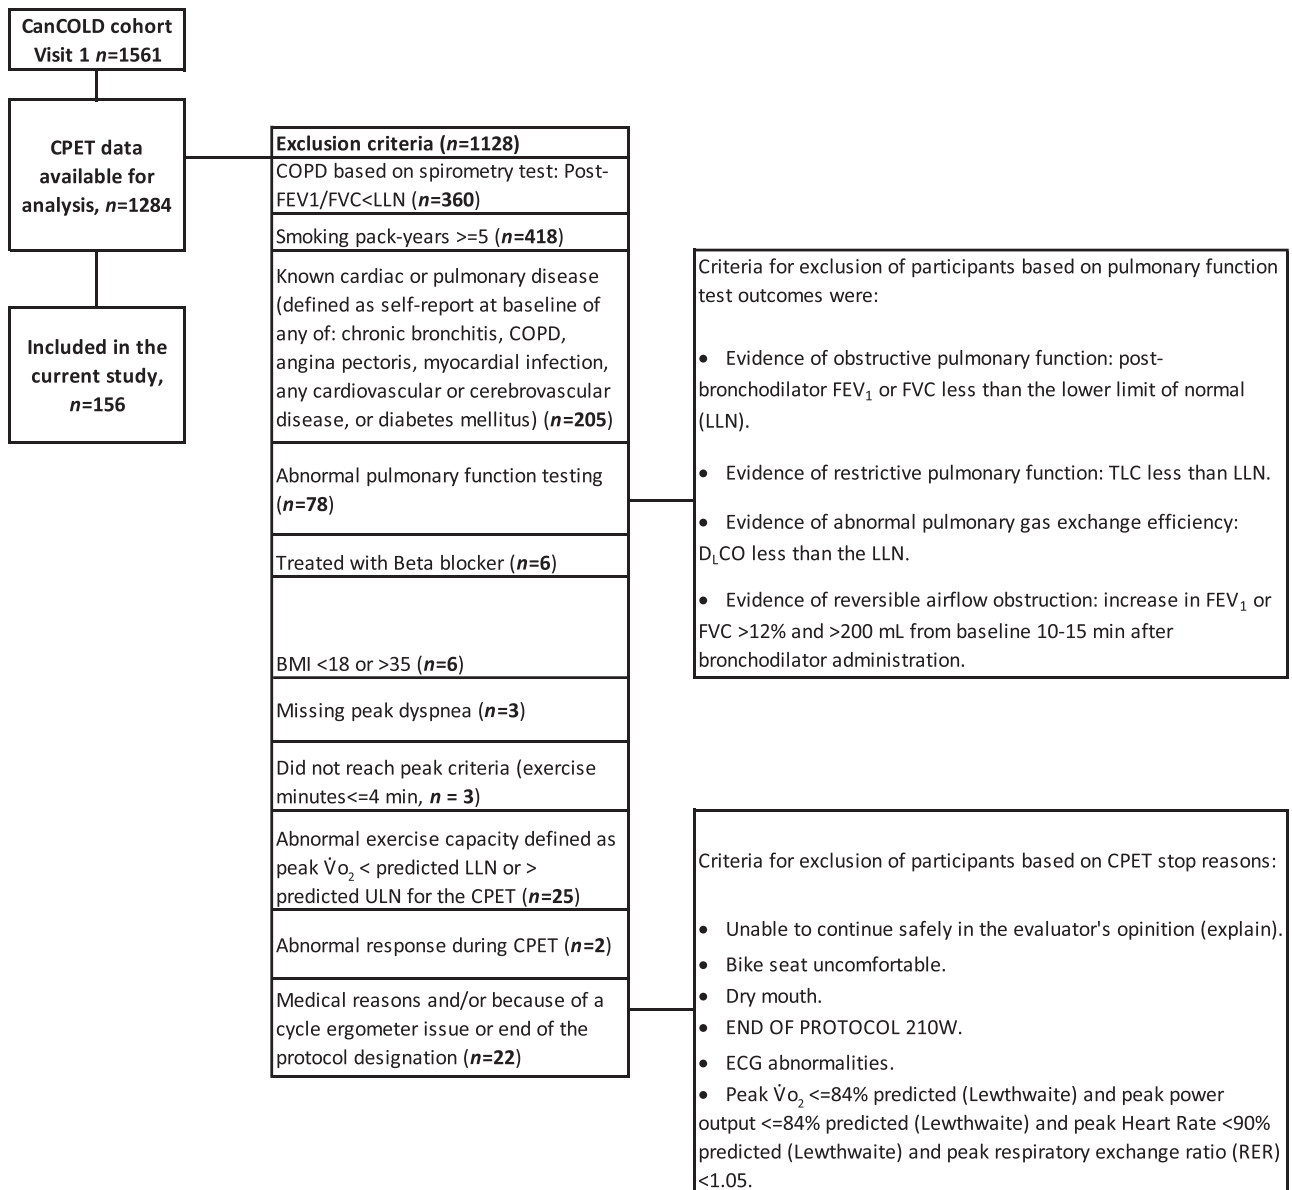 CanCOLD cohort
Visit 1 n=1561
CPET data
available for
analysis, n=1284
Included in the
current study,
n=156
Exclusion criteria (n=1128)
COPD based on spirometry test: Post-
FEV1/FVC<LLN (n=360)
Smoking pack-years >=5 (n=418)
Known cardiac or pulmonary disease
(defined as self-report at baseline of
any of: chronic bronchitis, COPD,
angina pectoris, myocardial infection,
any cardiovascular or cerebrovascular
disease, or diabetes mellitus) (n=205)
Abnormal pulmonary function testing
(n=78)
Treated with Beta blocker (n=6)
BMI <18 or >35 (n=6)
Missing peak dyspnea (n=3)
Did not reach peak criteria (exercise
minutes<=4 min, n = 3)
Abnormal exercise capacity defined as
peak V̇o₂ < predicted LLN or >
predicted ULN for the CPET (n=25)
Abnormal response during CPET (n=2)
Medical reasons and/or because of a
cycle ergometer issue or end of the
protocol designation (n=22)
Criteria for exclusion of participants based on pulmonary function
test outcomes were:
• Evidence of obstructive pulmonary function: post-
bronchodilator FEV₁ or FVC less than the lower limit of normal
(LLN).
• Evidence of restrictive pulmonary function: TLC less than LLN.
• Evidence of abnormal pulmonary gas exchange efficiency:
DLCO less than the LLN.
• Evidence of reversible airflow obstruction: increase in FEV₁ or
FVC >12% and >200 mL from baseline 10-15 min after
bronchodilator administration.
Criteria for exclusion of participants based on CPET stop reasons:
• Unable to continue safely in the evaluator's opinition (explain).
• Bike seat uncomfortable.
• Dry mouth.
• END OF PROTOCOL 210W.
• ECG abnormalities.
• Peak V̇o₂ <=84% predicted (Lewthwaite) and peak power
output <=84% predicted (Lewthwaite) and peak Heart Rate <90%
predicted (Lewthwaite) and peak respiratory exchange ratio (RER)
<1.05.